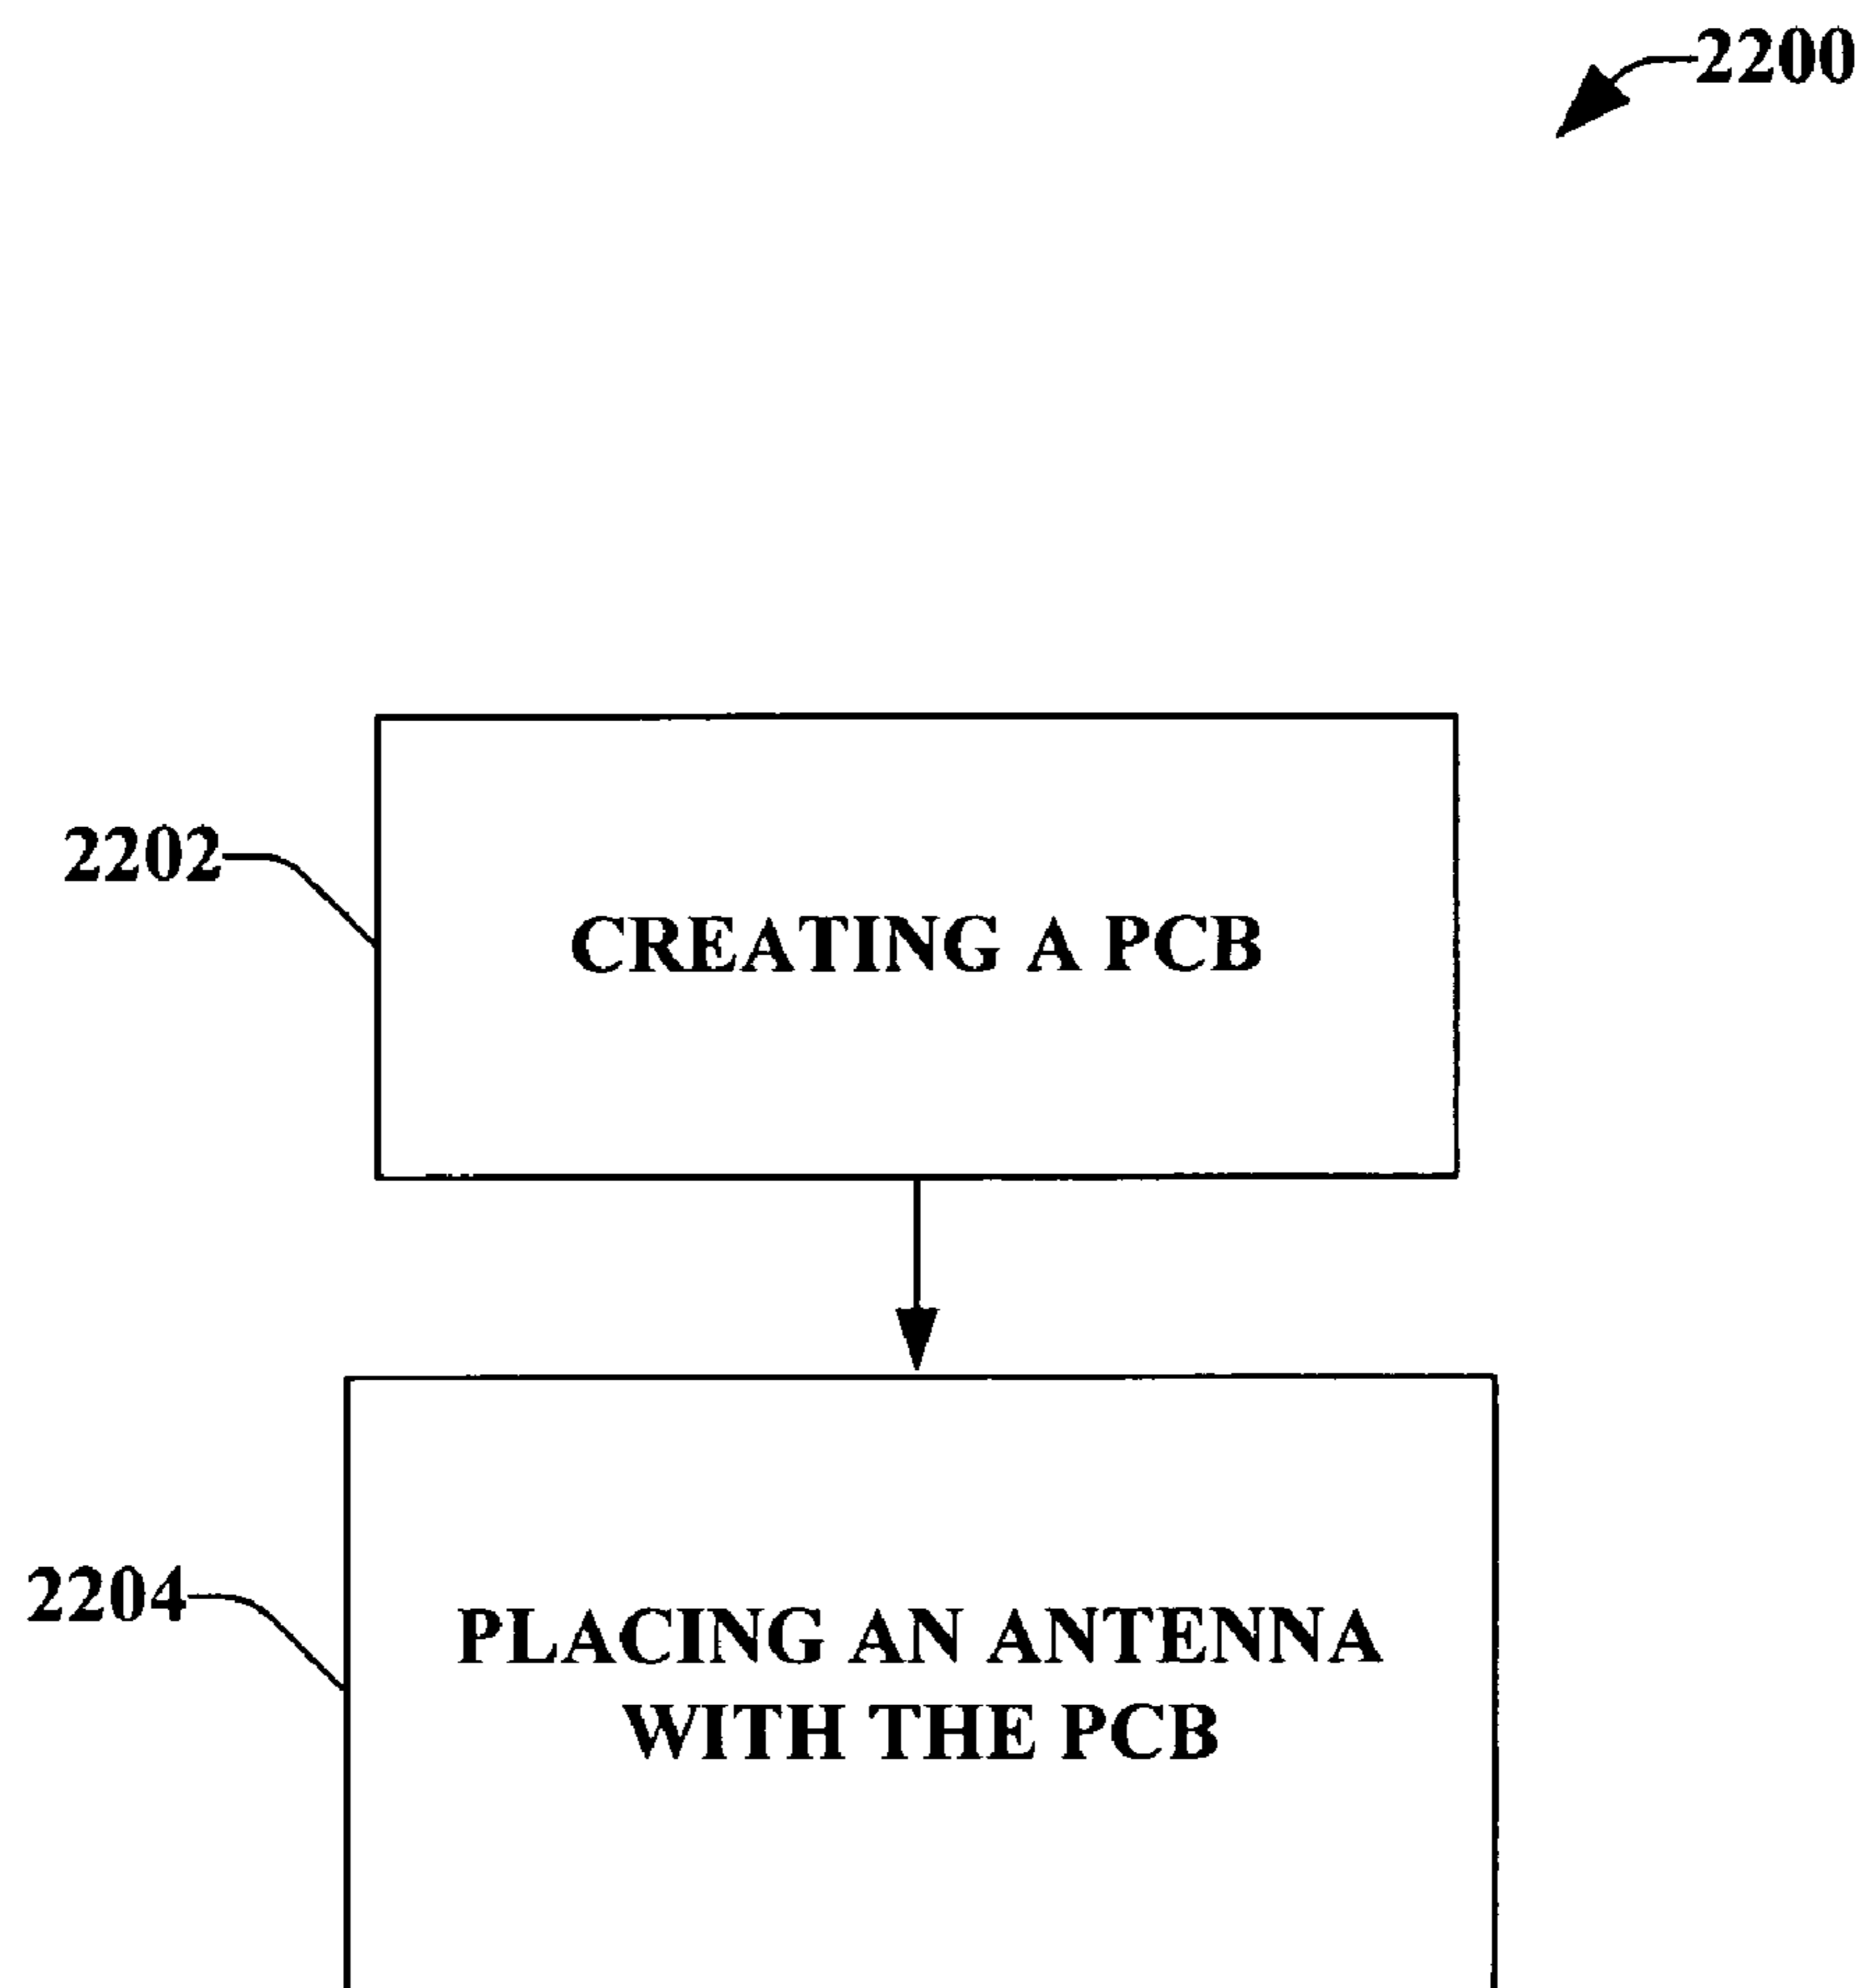 2200
2202
CREATING A PCB
2204
PLACING AN ANTENNA
WITH THE PCB